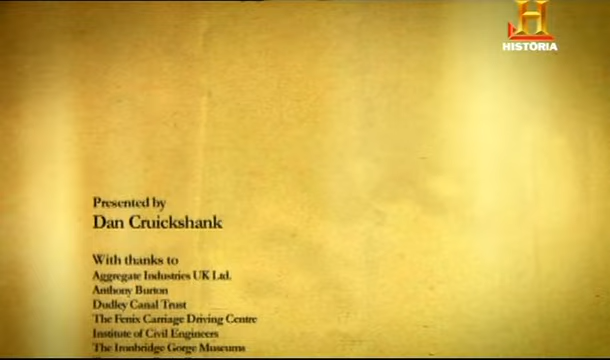 H
HISTÓRIA
Presented by
Dan Cruickshank
With thanks to
Aggregate Industries UK Ltd.
Anthony Burton
Dudley Canal Trust
The Fenix Carriage Driving Centre
Institute of Civil Engineers
The Ironbridge Gorge Museums